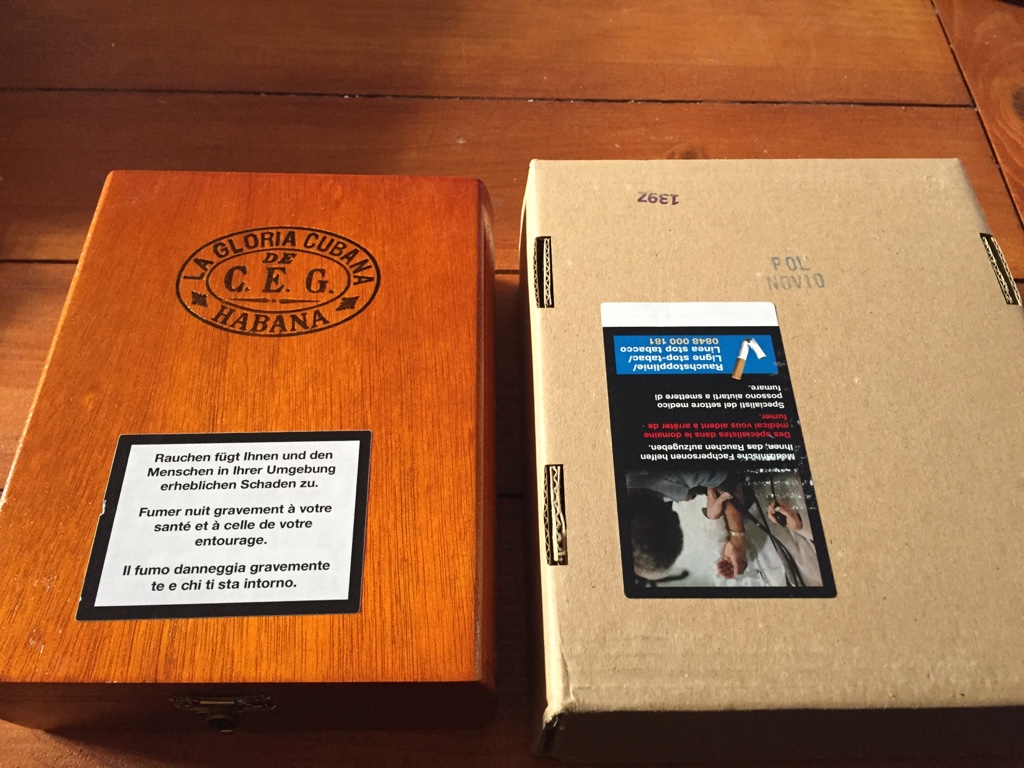 LA GLORIA CUBANA
DE
C. E. G.
HABANA
Rauchen fügt Ihnen und den
Menschen in Ihrer Umgebung
erheblichen Schaden zu.
Fumer nuit gravement à votre
santé et à celle de votre
entourage.
Il fumo danneggia gravemente
te e chi ti sta intorno.
1392
POL
NOV10
Medizinische Fachpersonen helfen
Ihnen, das Rauchen aufzugeben.
Des spécialistes dans le domaine
médical vous aident à arrêter de
fumer.
Specialisti del settore medico
possono aiutarti a smettere di
fumare.
Rauchstopplinie/
Ligne stop-tabac/
Linea stop tabacco
0848 000 181